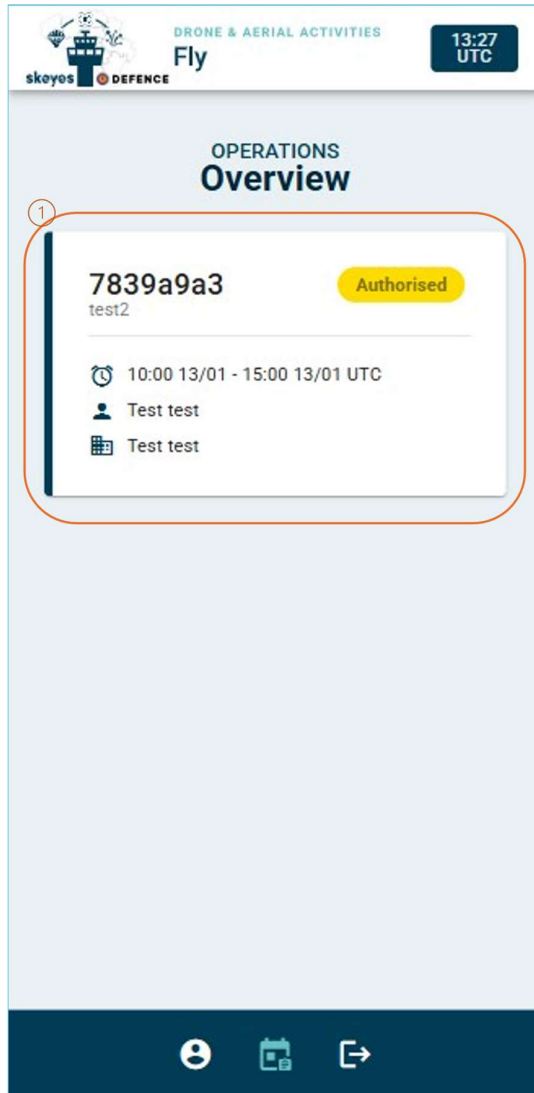 DRONE & AERIAL ACTIVITIES
Fly
13:27
UTC
skeyes DEFENCE
OPERATIONS
Overview
1
7839a9a3
Authorised
test2
10:00 13/01 - 15:00 13/01 UTC
Test test
Test test